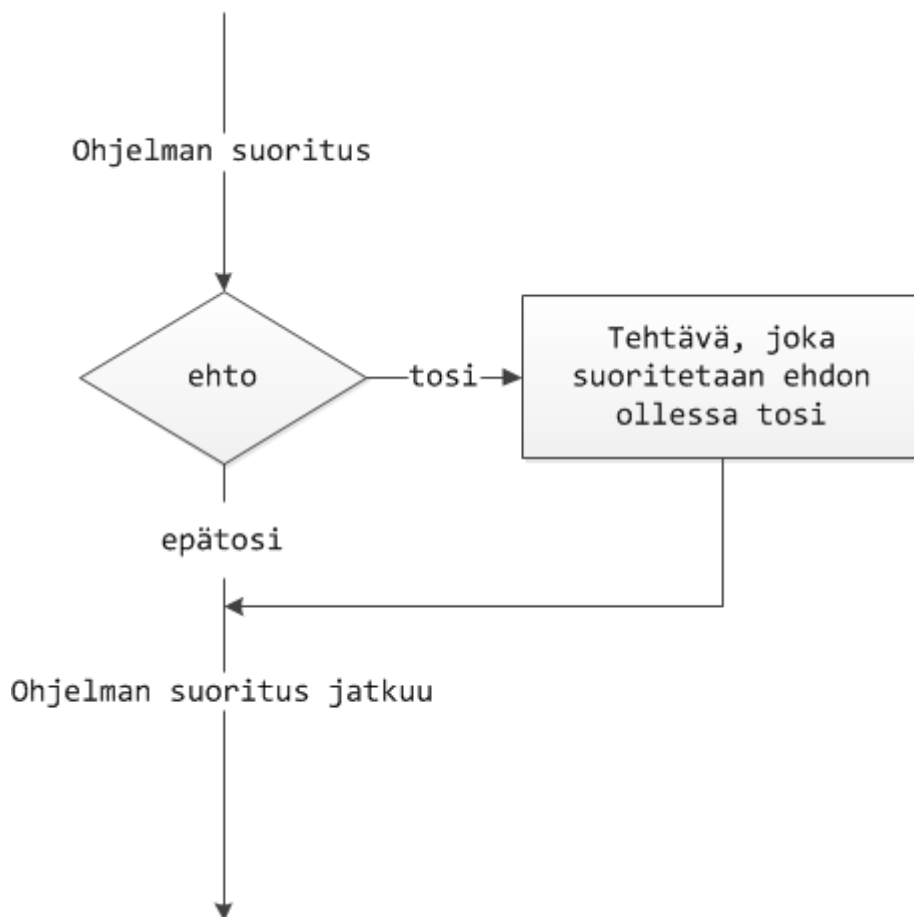 Ohjelman suoritus
ehto
tosi
Tehtävä, joka
suoritetaan ehdon
ollessa tosi
epätosi
Ohjelman suoritus jatkuu